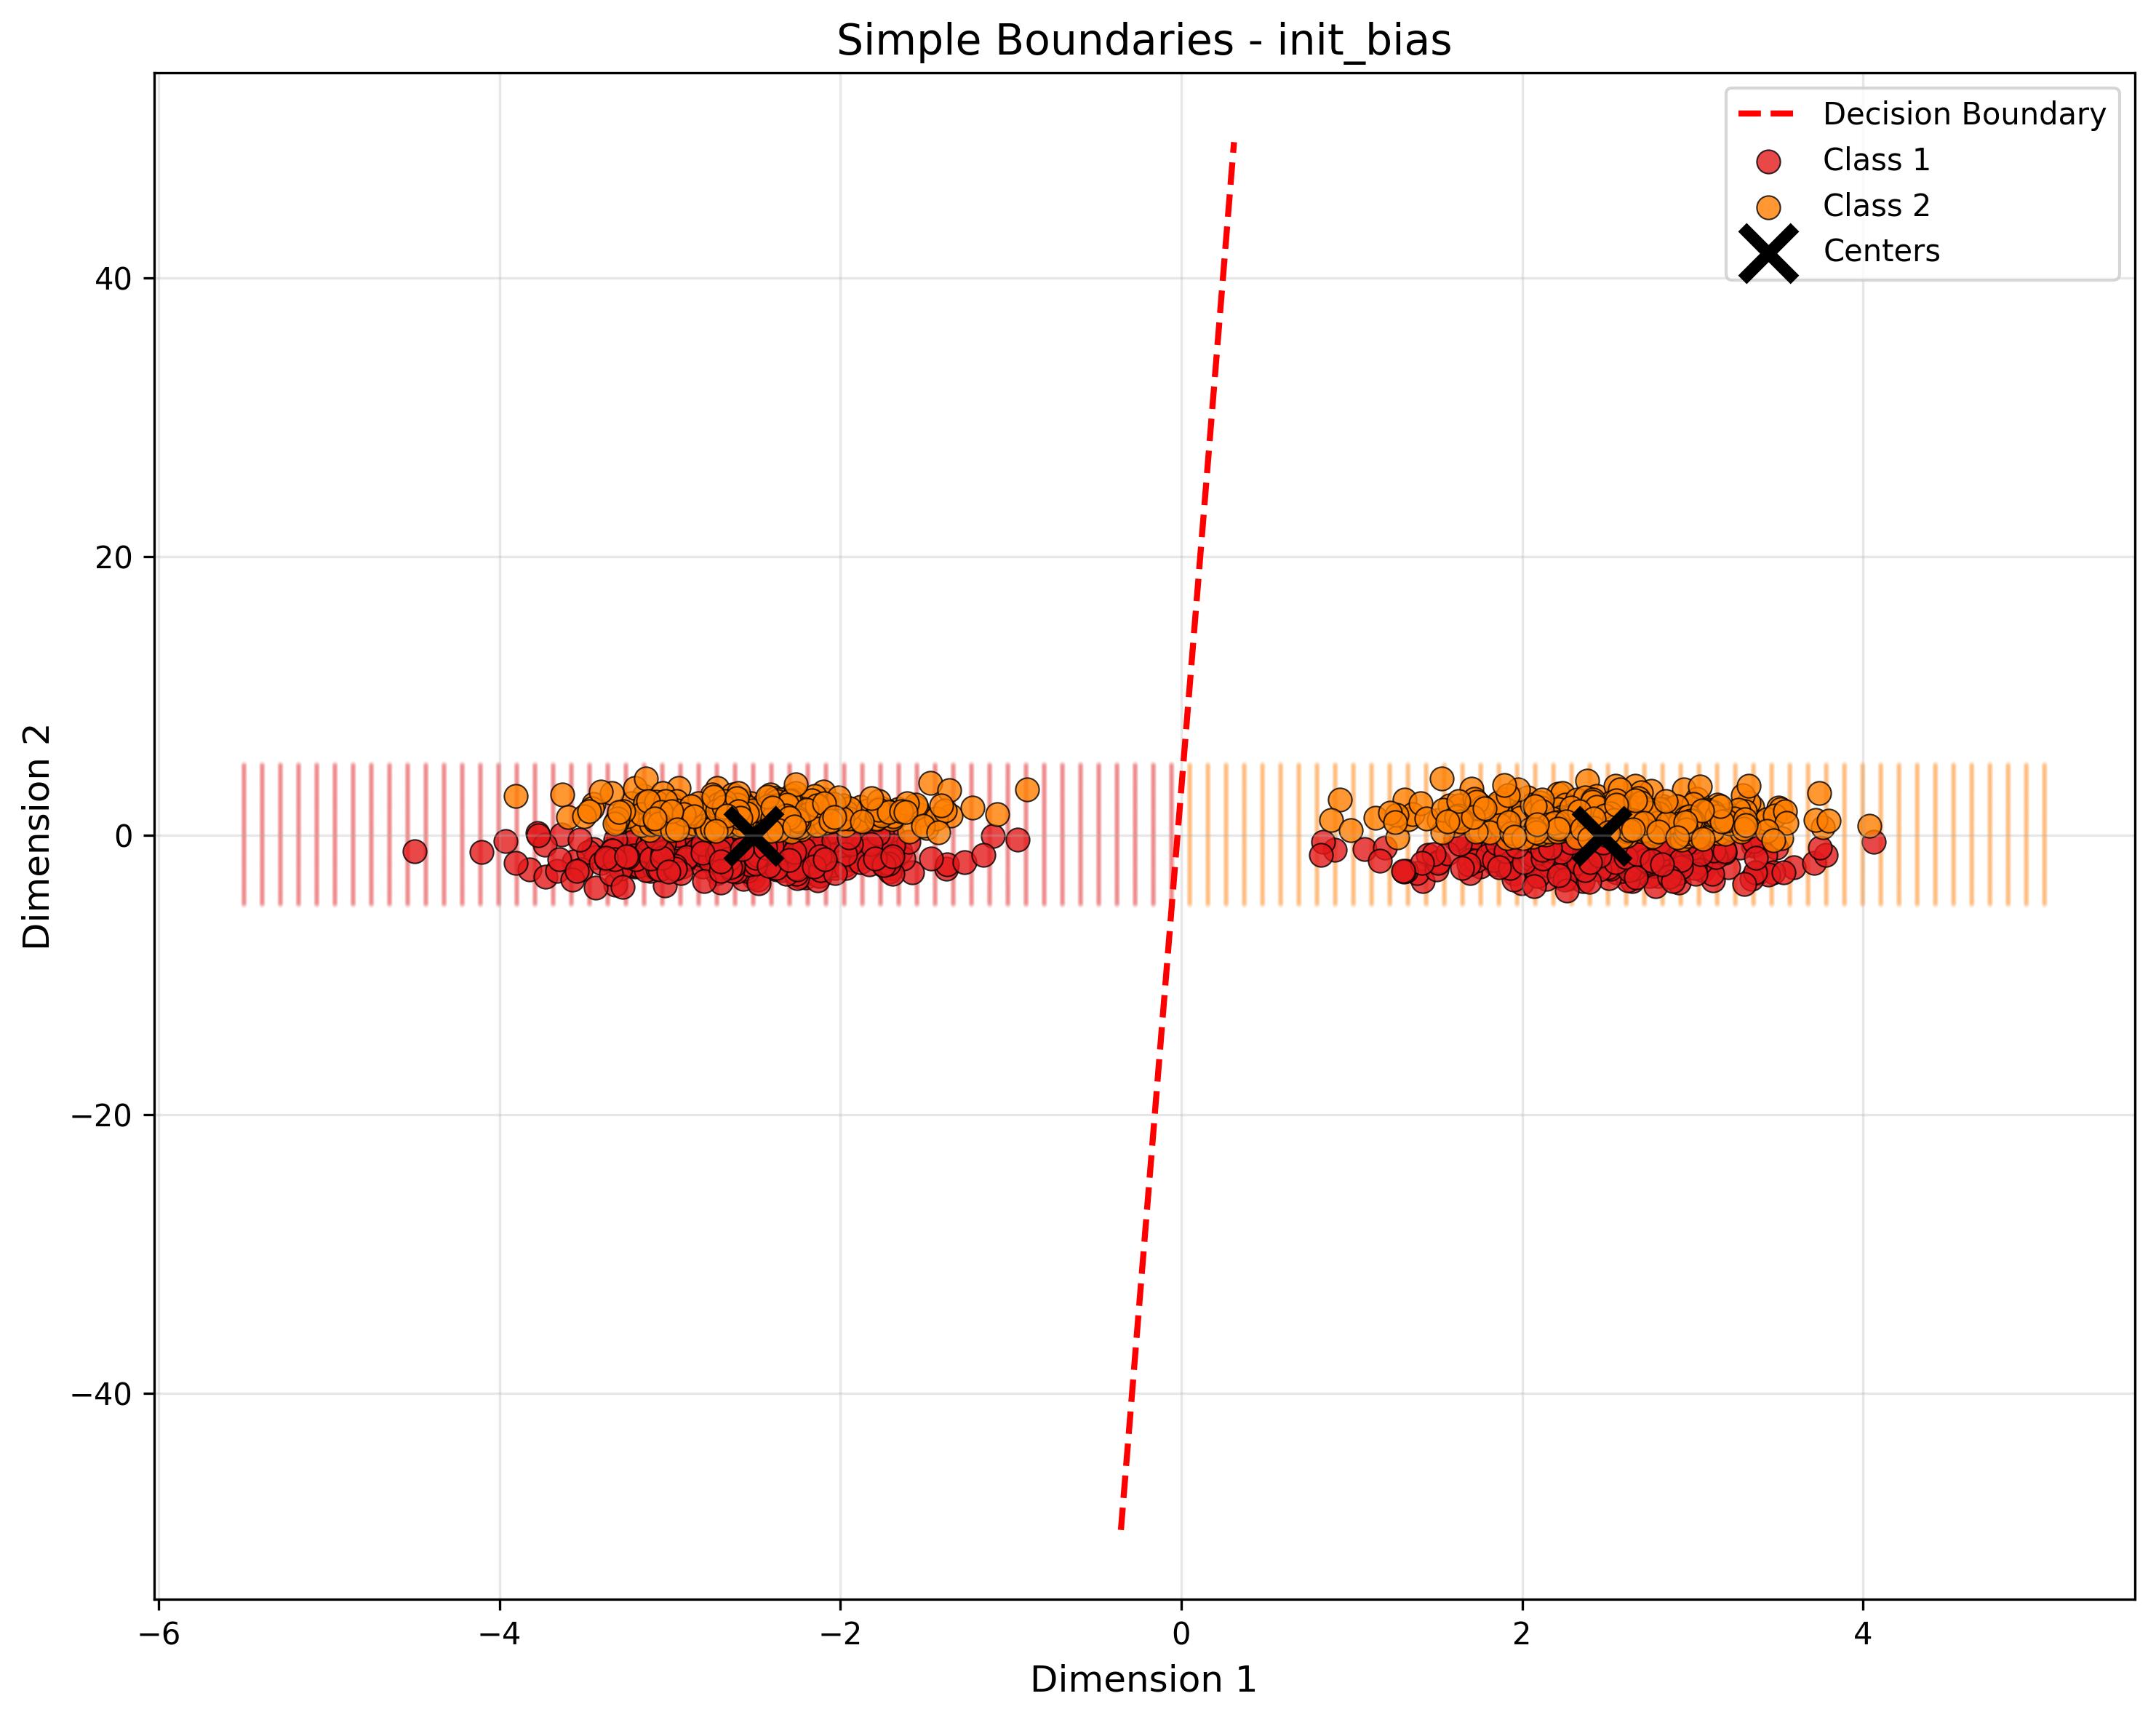 Simple Boundaries - init_bias
Decision Boundary
Class 1
Class 2
Centers
40
20
0
−20
−40
Dimension 2
−6
−4
−2
0
2
4
Dimension 1